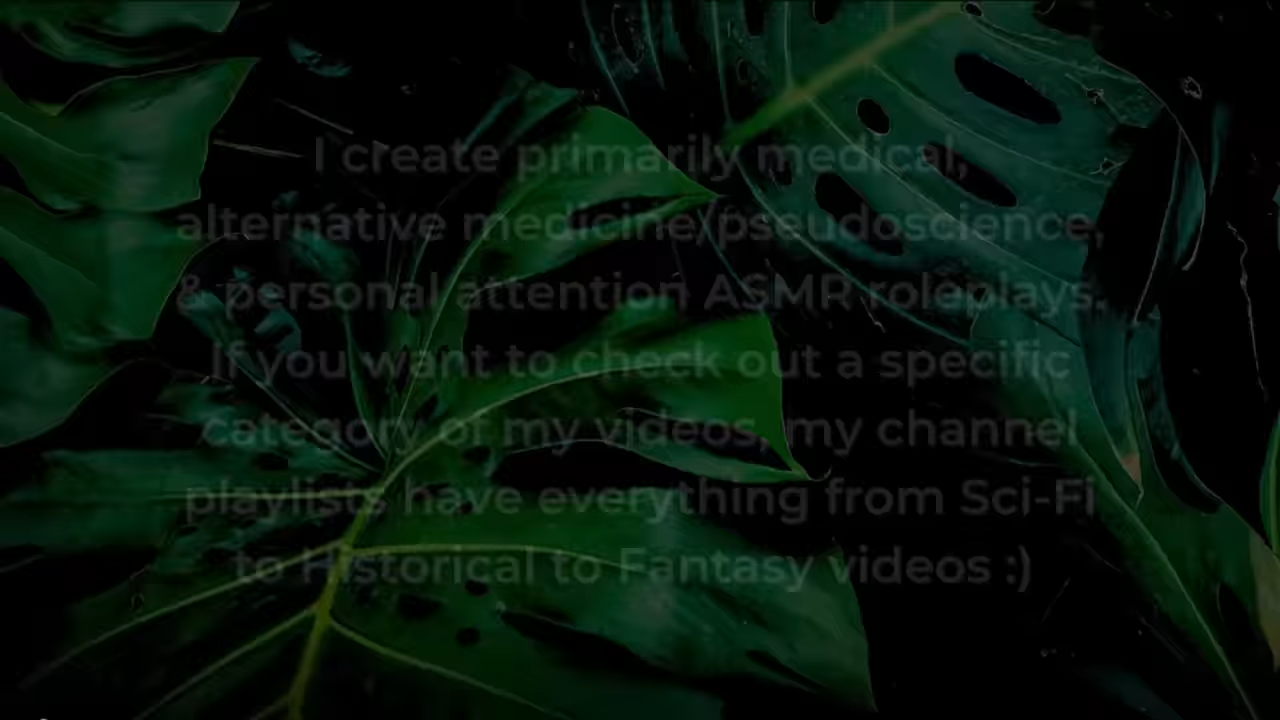 I create primarily medical,
alternative medicine/pseudoscience,
& personal attention ASMR roleplays.
If you want to check out a specific
category of my videos, my channel
playlists have everything from Sci-Fi
to Historical to Fantasy videos :)